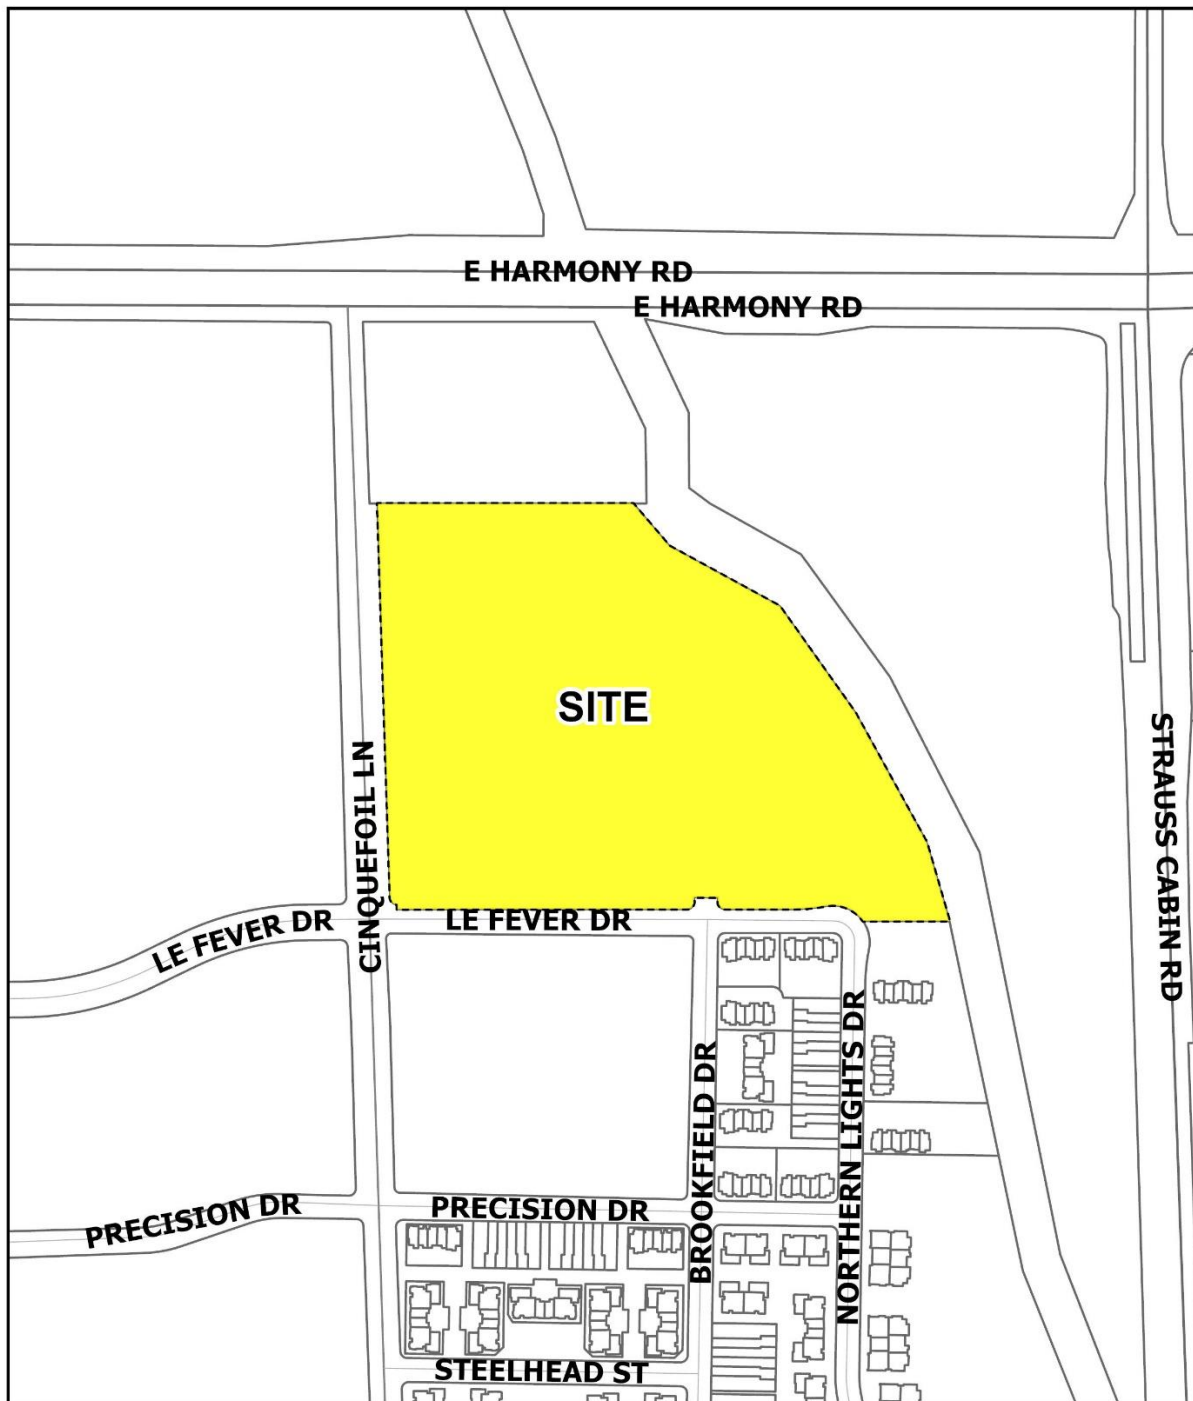 E HARMONY RD
E HARMONY RD
SITE
STRAUSS CABIN RD
CINQUEFOIL LN
LE FEVER DR
LE FEVER DR
BROOKFIELD DR
NORTHERN LIGHTS DR
PRECISION DR
PRECISION DR
STEELHEAD ST